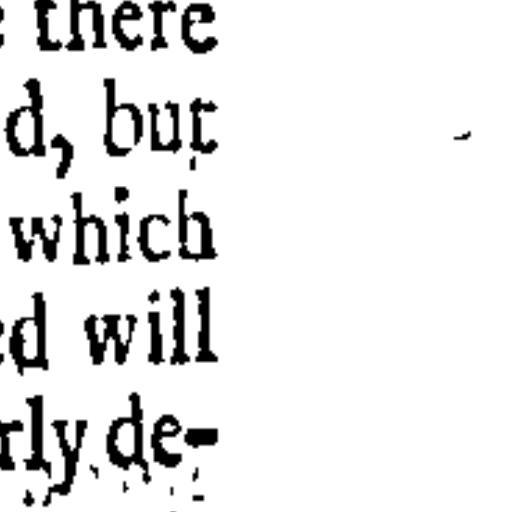 there
d, but
which
ed will
rly de-